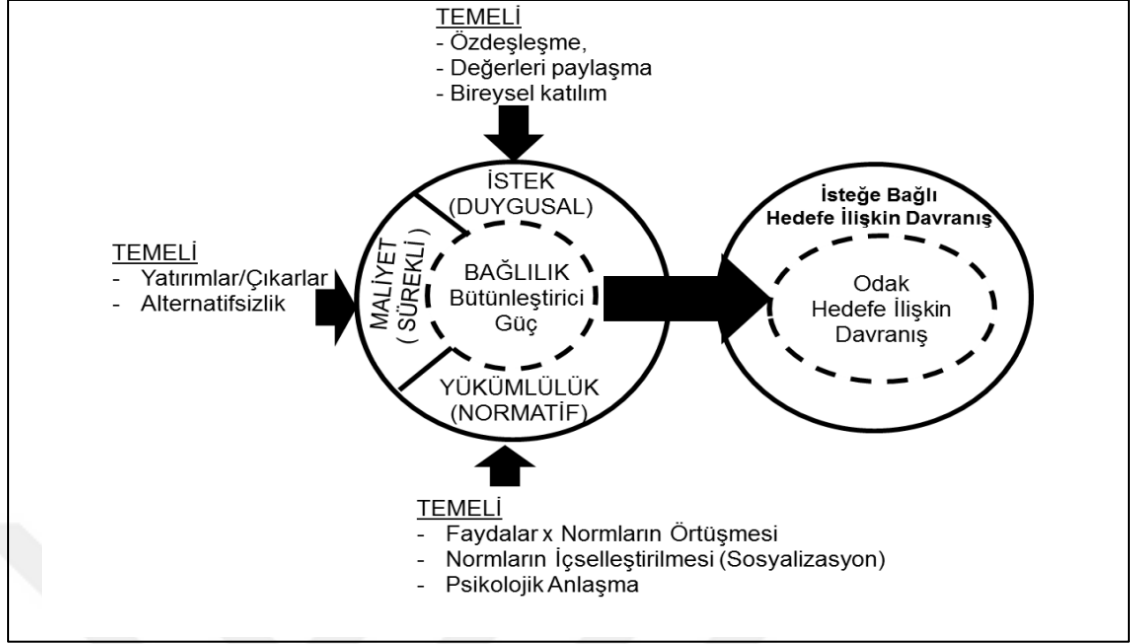 TEMELİ
- Özdeşleşme,
- Değerleri paylaşma
- Bireysel katılım
İSTEK
(DUYGUSAL)
TEMELİ
- Yatırımlar/Çıkarlar
- Alternatifsizlik
MALİYET
( SÜREKLİ )
BAĞLILIK
Bütünleştirici
Güç
YÜKÜMLÜLÜK
(NORMATİF)
İsteğe Bağlı
Hedefe İlişkin Davranış
Odak
Hedefe İlişkin
Davranış
TEMELİ
- Faydalar x Normların Örtüşmesi
- Normların İçselleştirilmesi (Sosyalizasyon)
- Psikolojik Anlaşma